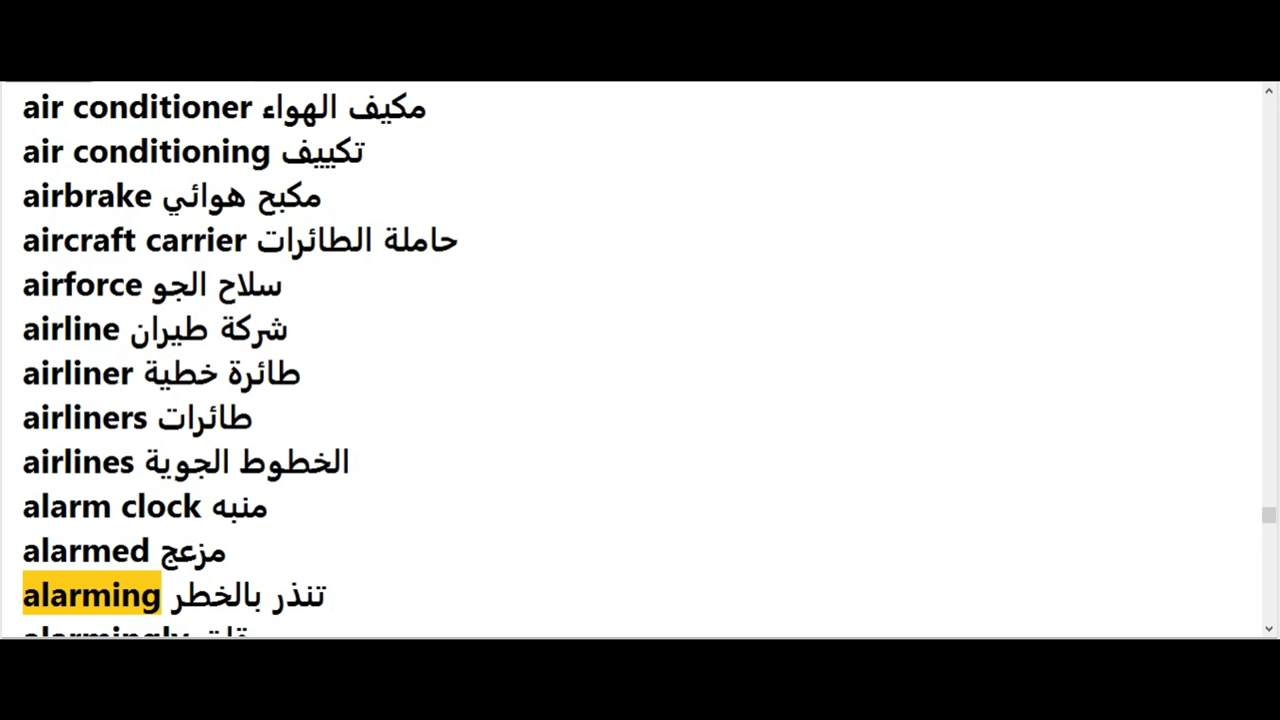 air conditioner مكيف الهواء
air conditioning تكييف
airbrake مكبح هوائي
aircraft carrier حاملة الطائرات
airforce سلاح الجو
airline شركة طيران
airliner طائرة خطية
airliners طائرات
airlines الخطوط الجوية
alarm clock منبه
alarmed مزعج
alarming تنذر بالخطر
alarmingly